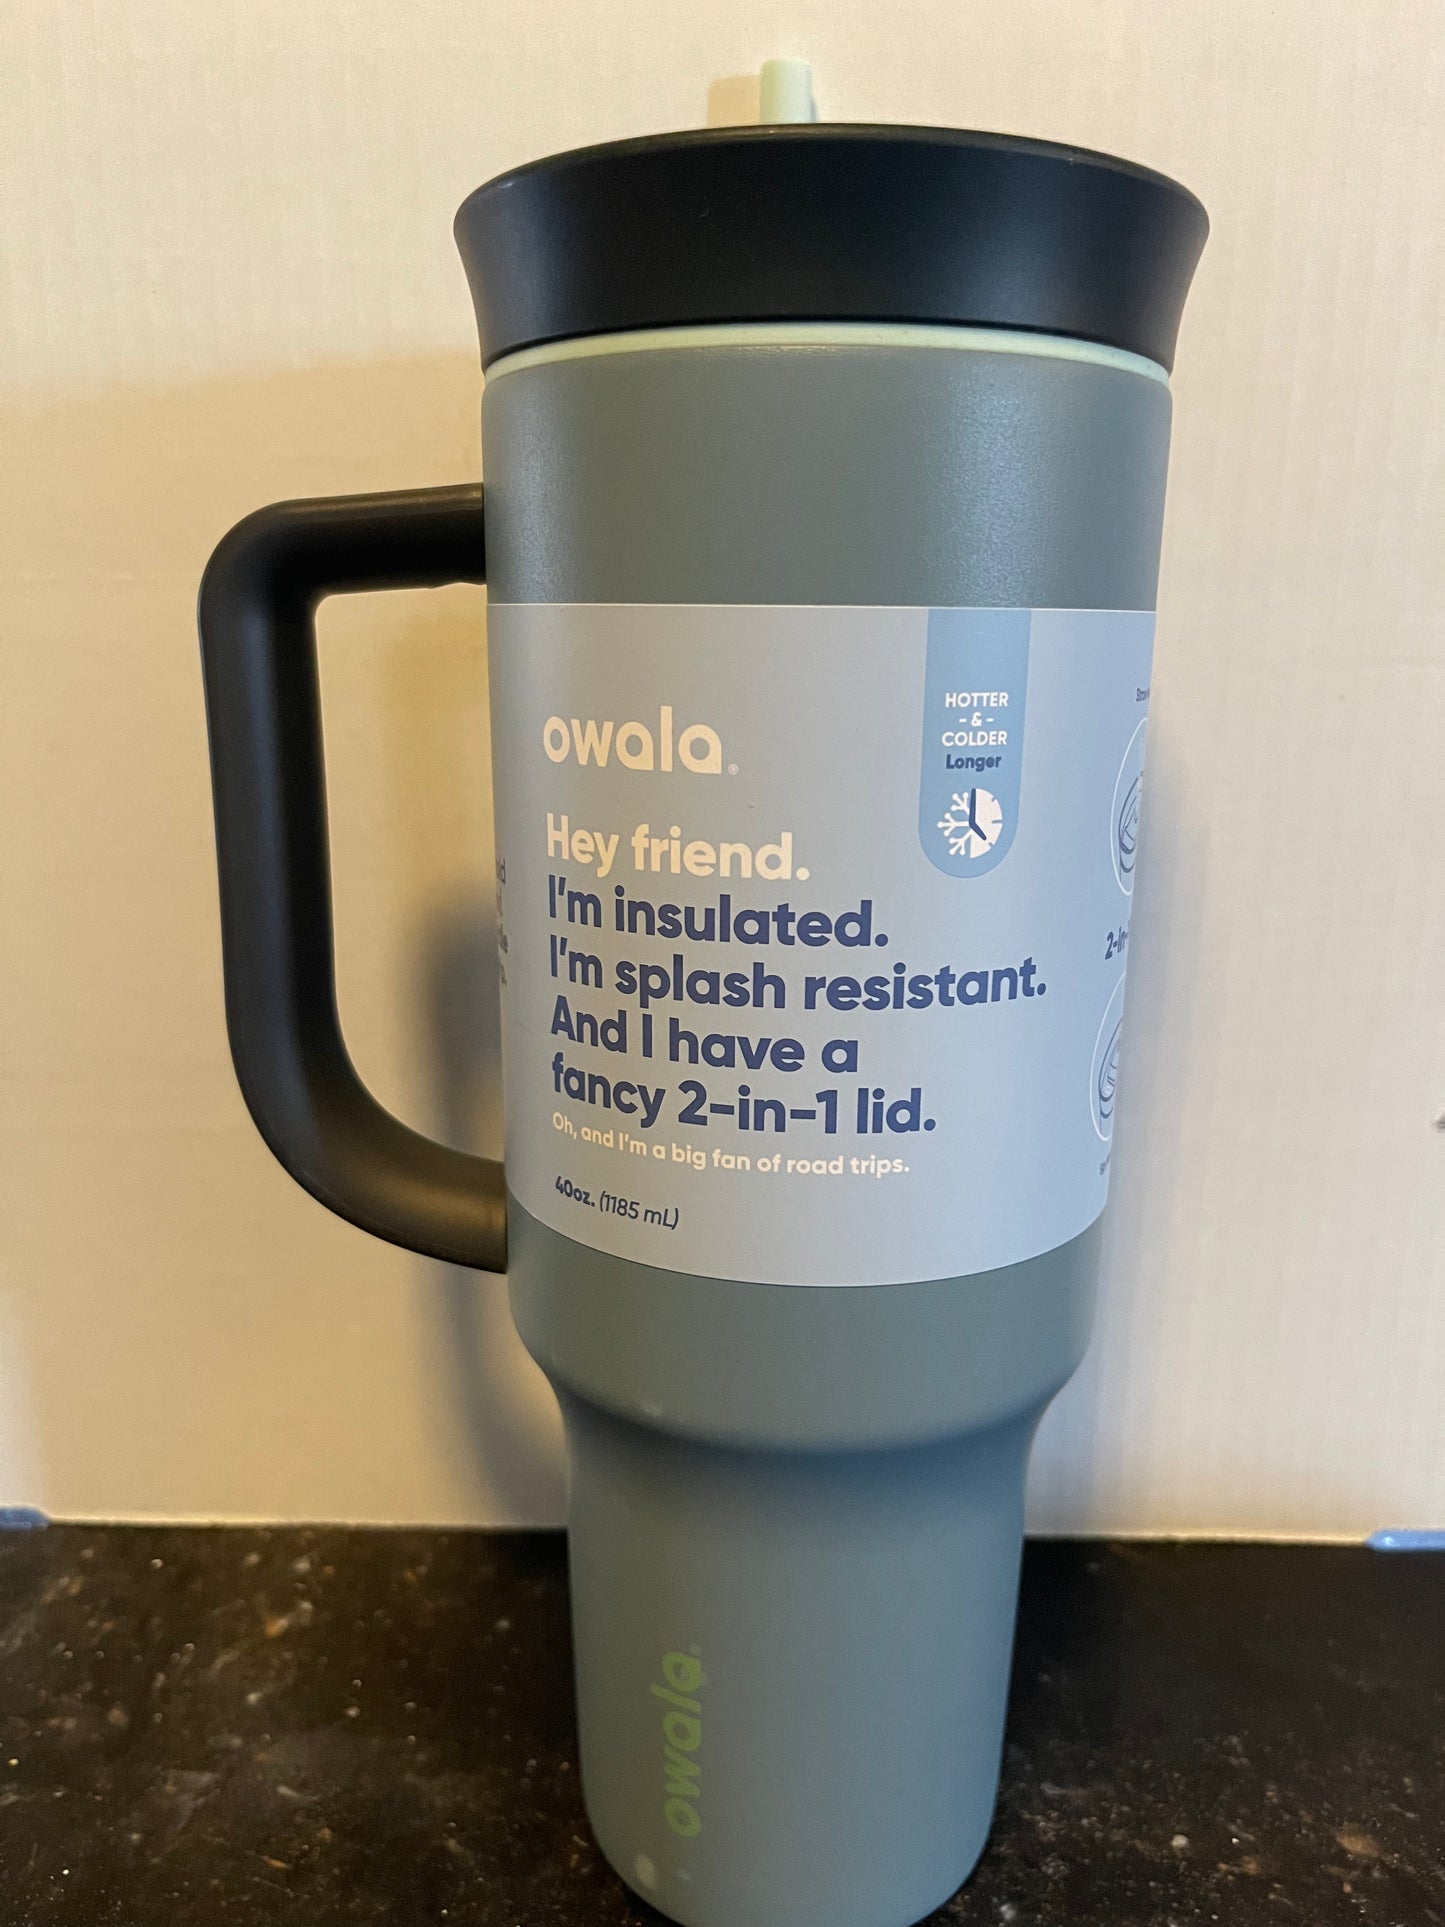 owala®
HOTTER
- & -
COLDER
Longer
Hey friend.
I'm insulated.
I'm splash resistant.
And I have a
fancy 2-in-1 lid.
Oh, and I'm a big fan of road trips.
40oz. (1185 mL)
owala.